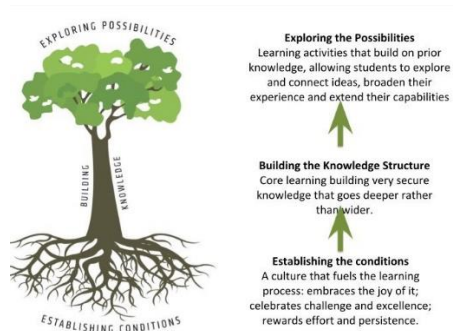 EXPLORING POSSIBILITIES
BUILDING
KNOWLEDGE
ESTABLISHING CONDITIONS
Exploring the Possibilities
Learning activities that build on prior
knowledge, allowing students to explore
and connect ideas, broaden their
experience and extend their capabilities
Building the Knowledge Structure
Core learning building very secure
knowledge that goes deeper rather
than wider.
Establishing the conditions
A culture that fuels the learning
process: embraces the joy of it;
celebrates challenge and excellence;
rewards effort and persistence.